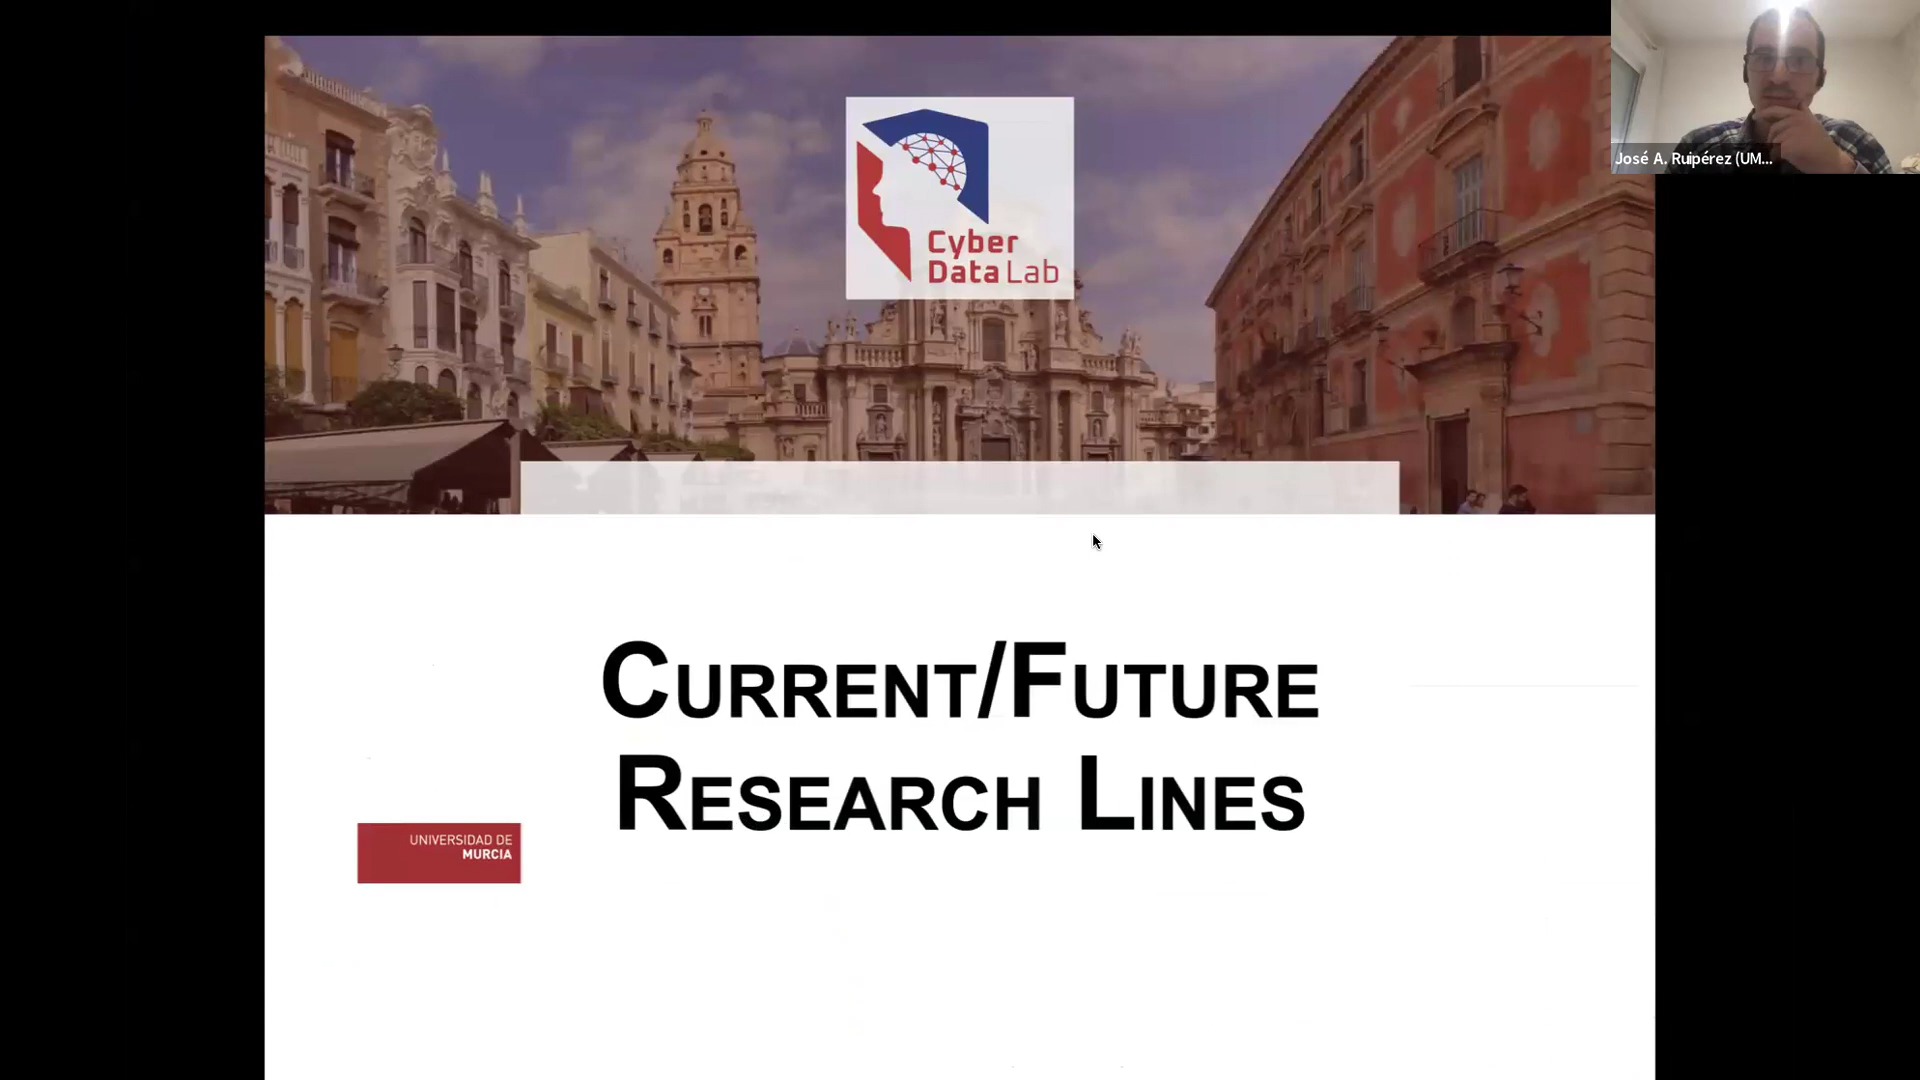 José A. Ruipérez (UM...
Cyber
Data Lab
CURRENT/FUTURE
RESEARCH LINES
UNIVERSIDAD DE
MURCIA